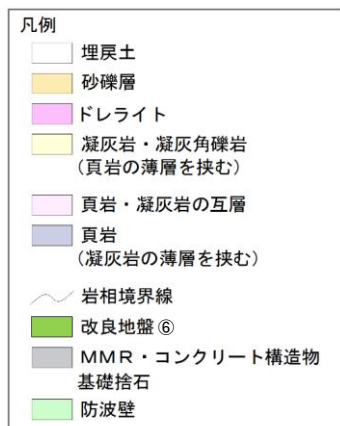 凡例
埋戻土
砂礫層
ドレライト
凝灰岩・凝灰角礫岩
(頁岩の薄層を挟む)
頁岩・凝灰岩の互層
頁岩
(凝灰岩の薄層を挟む)
岩相境界線
改良地盤⑥
MMR・コンクリート構造物
基礎捨石
防波壁